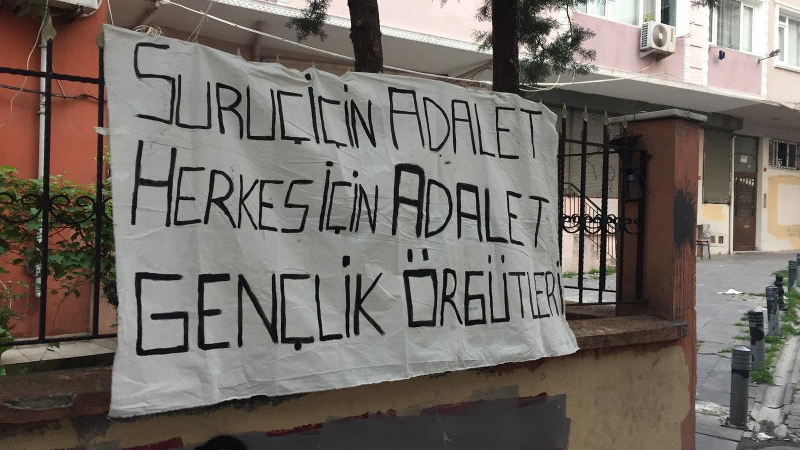 SURUÇ İÇİN ADALET
HERKES İÇİN ADALET
GENÇLİK ÖRGÜTLERİ